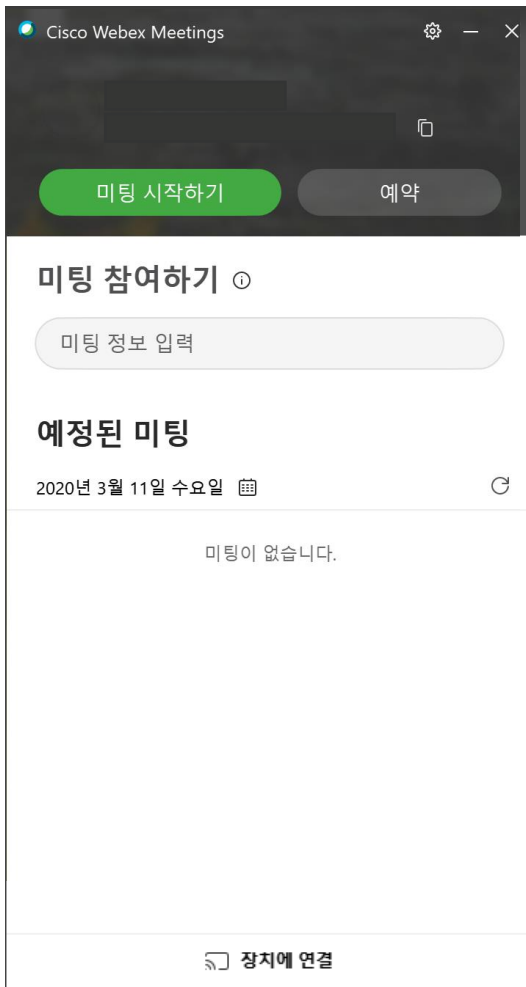 Cisco Webex Meetings
미팅 시작하기
예약
미팅 참여하기
미팅 정보 입력
예정된 미팅
2020년 3월 11일 수요일
미팅이 없습니다.
장치에 연결